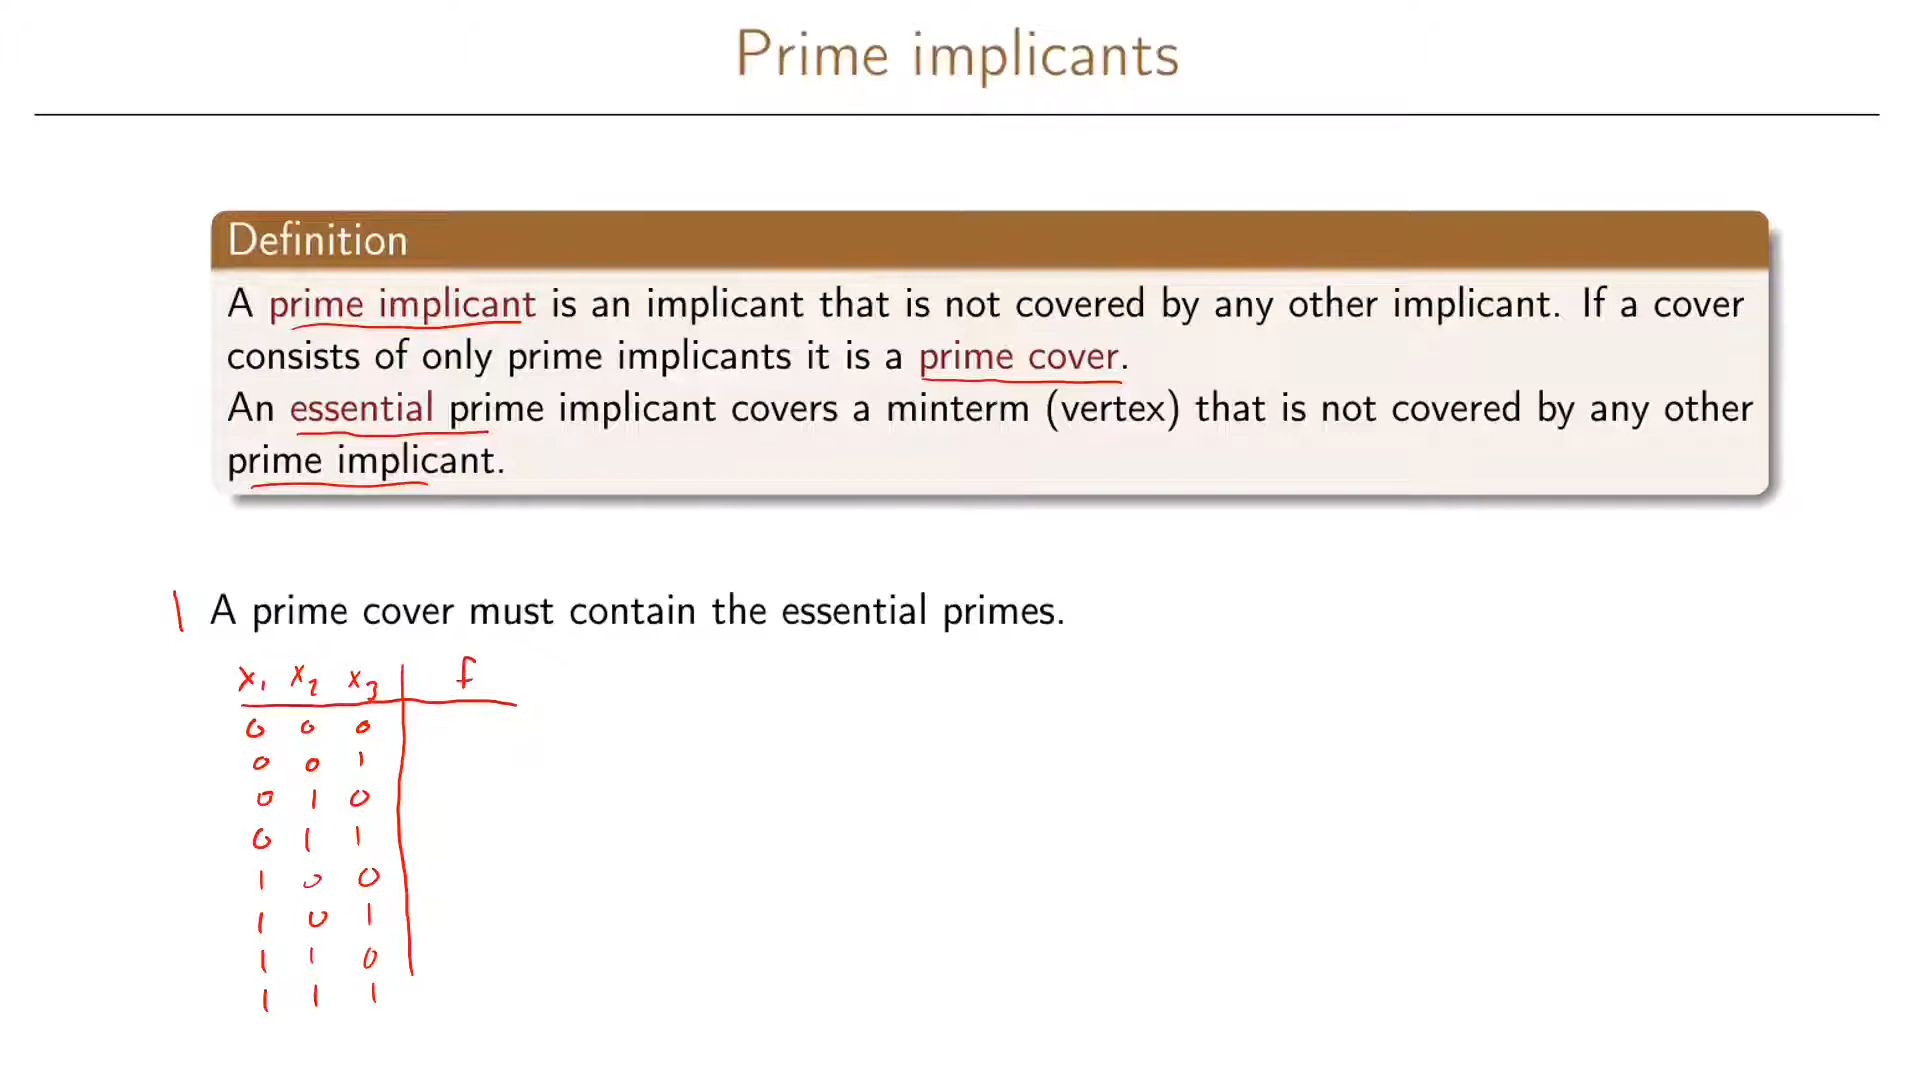 Prime implicants
Definition
A prime implicant is an implicant that is not covered by any other implicant. If a cover
consists of only prime implicants it is a prime cover.
An essential prime implicant covers a minterm (vertex) that is not covered by any other
prime implicant.
A prime cover must contain the essential primes.
x₁ x₂ x₃ f
0 0 0
0 0 1
0 1 0
0 1 1
1 0 0
1 0 1
1 1 0
1 1 1